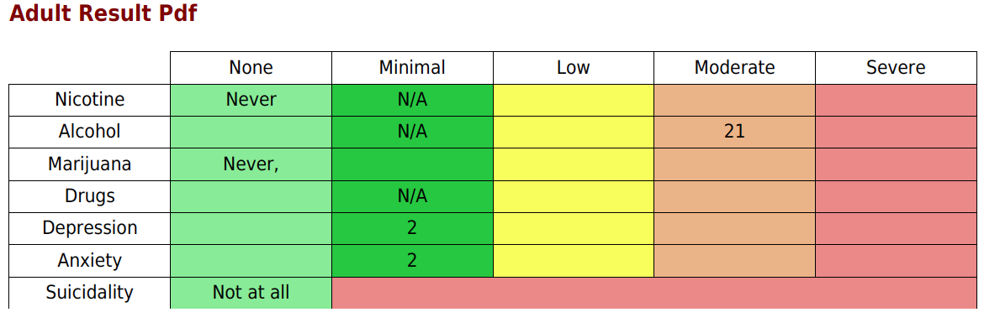 Adult Result Pdf
None Minimal Low Moderate Severe
Nicotine Never N/A
Alcohol N/A 21
Marijuana Never,
Drugs N/A
Depression 2
Anxiety 2
Suicidality Not at all